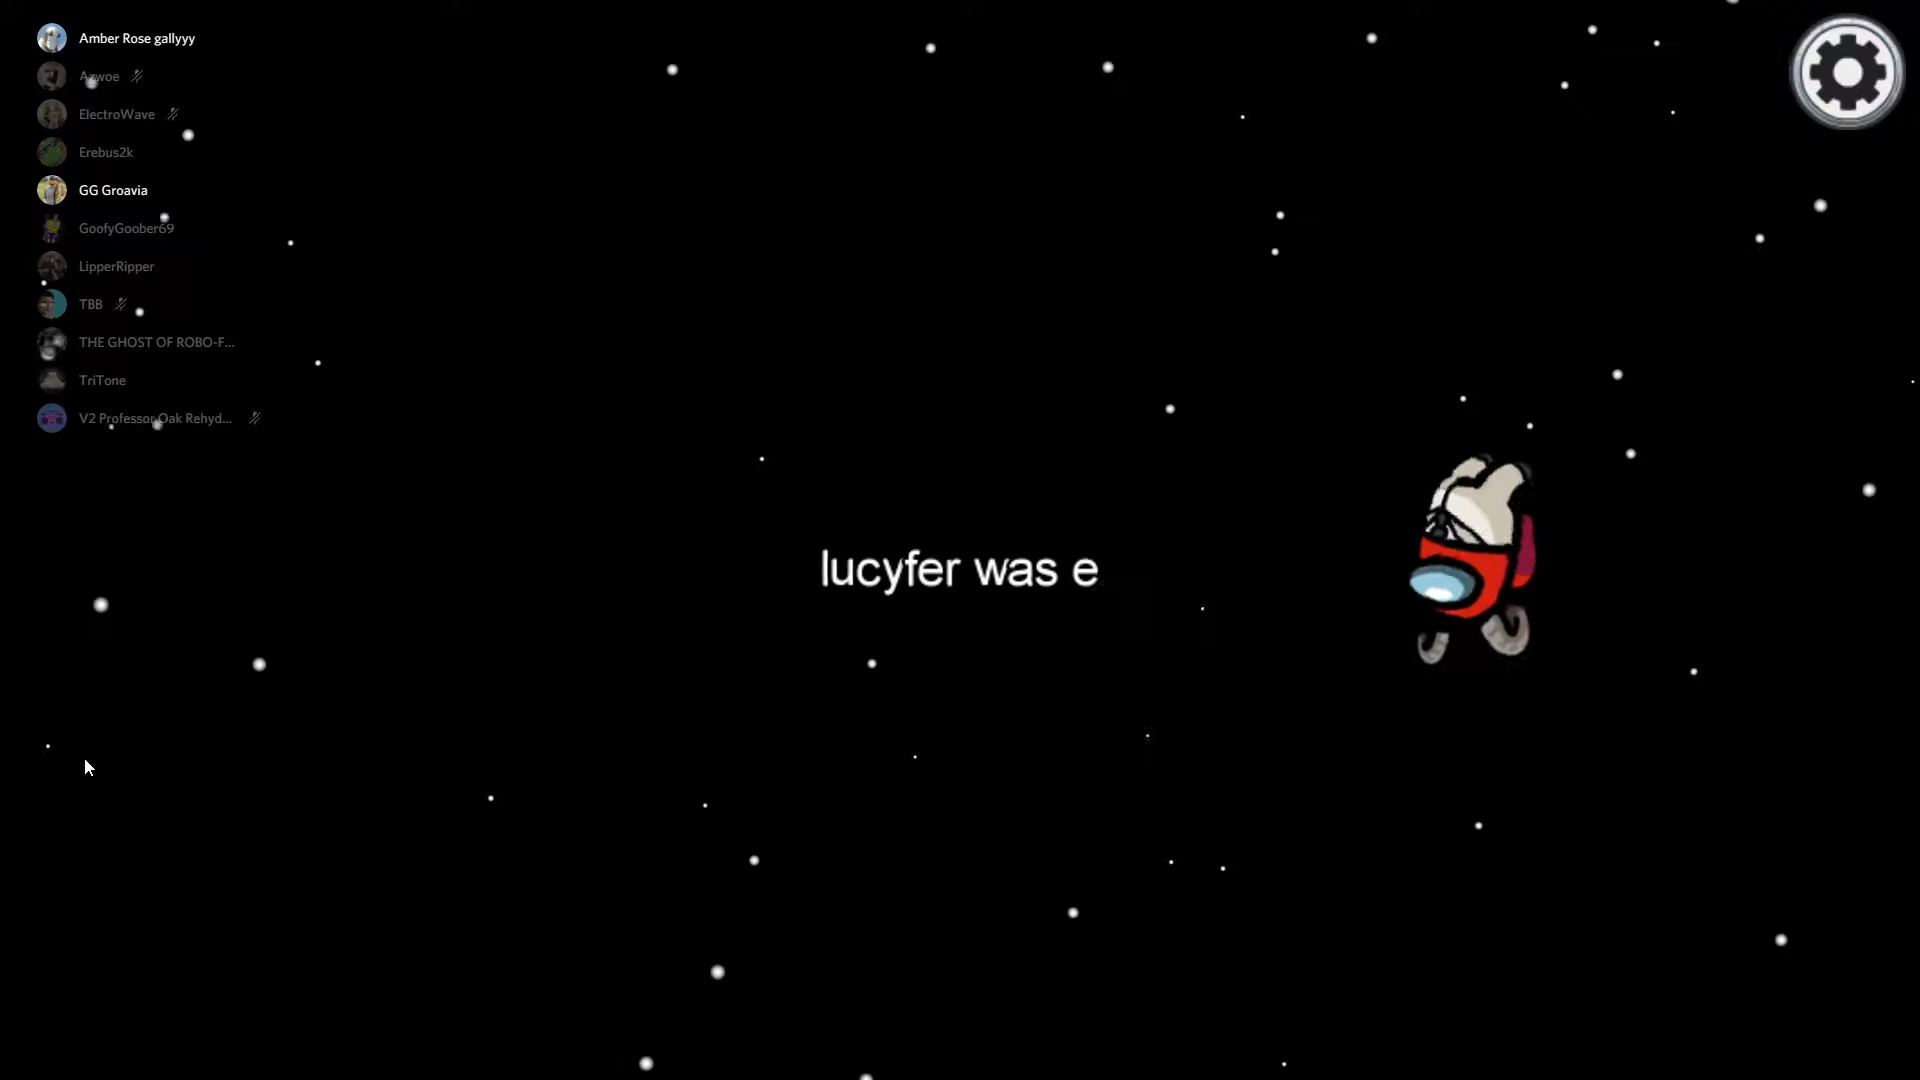 Amber Rose gallyyy
Azwoe
ElectroWave
Erebus2k
GG Groavia
GoofyGoober69
LipperRipper
TBB
THE GHOST OF ROBO-F...
TriTone
V2 Professor Oak Rehyd...
lucyfer was e